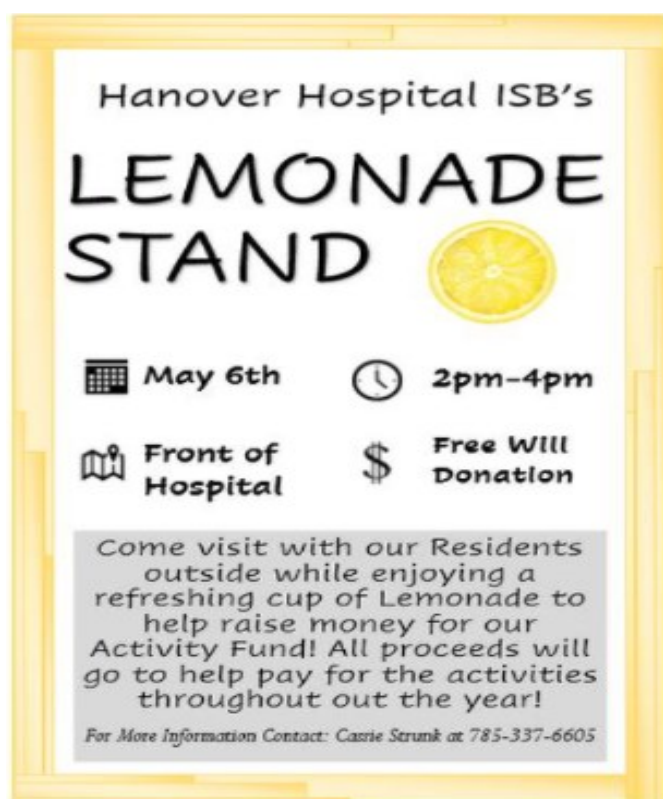 Hanover Hospital ISB's
LEMONADE
STAND
May 6th
2pm-4pm
Front of
Hospital
Free Will
Donation
Come visit with our Residents
outside while enjoying a
refreshing cup of Lemonade to
help raise money for our
Activity Fund! All proceeds will
go to help pay for the activities
throughout out the year!
For More Information Contact: Cassie Strunk at 785-337-6605